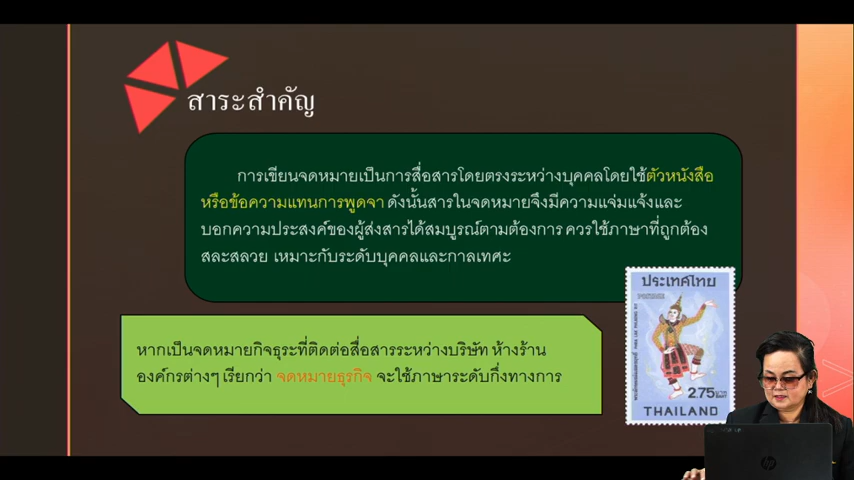 สาระสำคัญ
การเขียนจดหมายเป็นการสื่อสารโดยตรงระหว่างบุคคลโดยใช้ตัวหนังสือ
หรือข้อความแทนการพูดจา ดังนั้นสารในจดหมายจึงมีความแจ่มแจ้งและ
บอกความประสงค์ของผู้ส่งสารได้สมบูรณ์ตามต้องการ ควรใช้ภาษาที่ถูกต้อง
สละสลวย เหมาะกับระดับบุคคลและกาลเทศะ
หากเป็นจดหมายกิจธุระที่ติดต่อสื่อสารระหว่างบริษัท ห้างร้าน
องค์กรต่างๆ เรียกว่า จดหมายธุรกิจ จะใช้ภาษาระดับกึ่งทางการ
ประเทศไทย
POSTAGE
2.75 บาท
BAHT
THAILAND
hp